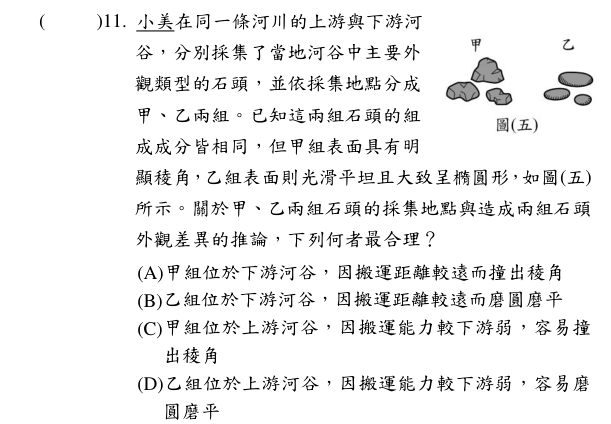 (　　)11. 小美在同一條河川的上游與下游河
谷，分別採集了當地河谷中主要外
觀類型的石頭，並依採集地點分成
甲、乙兩組。已知這兩組石頭的組
成成分皆相同，但甲組表面具有明
顯稜角，乙組表面則光滑平坦且大致呈橢圓形，如圖(五)
所示。關於甲、乙兩組石頭的採集地點與造成兩組石頭
外觀差異的推論，下列何者最合理？
甲　乙
圖(五)
(A)甲組位於下游河谷，因搬運距離較遠而撞出稜角
(B)乙組位於下游河谷，因搬運距離較遠而磨圓磨平
(C)甲組位於上游河谷，因搬運能力較下游弱，容易撞
出稜角
(D)乙組位於上游河谷，因搬運能力較下游弱，容易磨
圓磨平